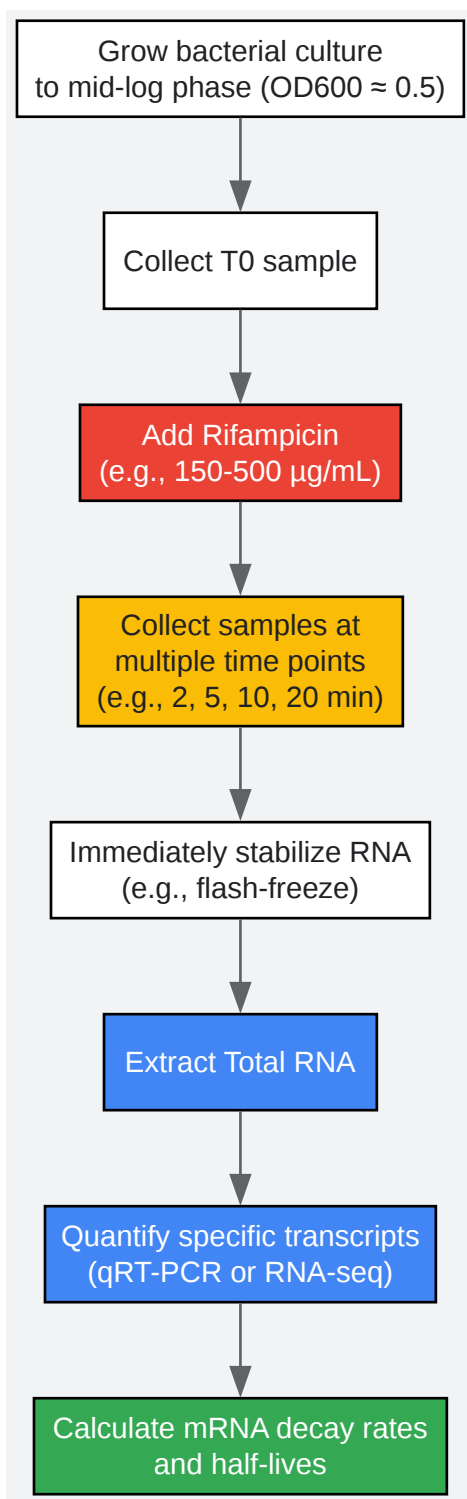 Grow bacterial culture
to mid-log phase (OD600 ≈ 0.5)
Collect T0 sample
Add Rifampicin
(e.g., 150-500 µg/mL)
Collect samples at
multiple time points
(e.g., 2, 5, 10, 20 min)
Immediately stabilize RNA
(e.g., flash-freeze)
Extract Total RNA
Quantify specific transcripts
(qRT-PCR or RNA-seq)
Calculate mRNA decay rates
and half-lives